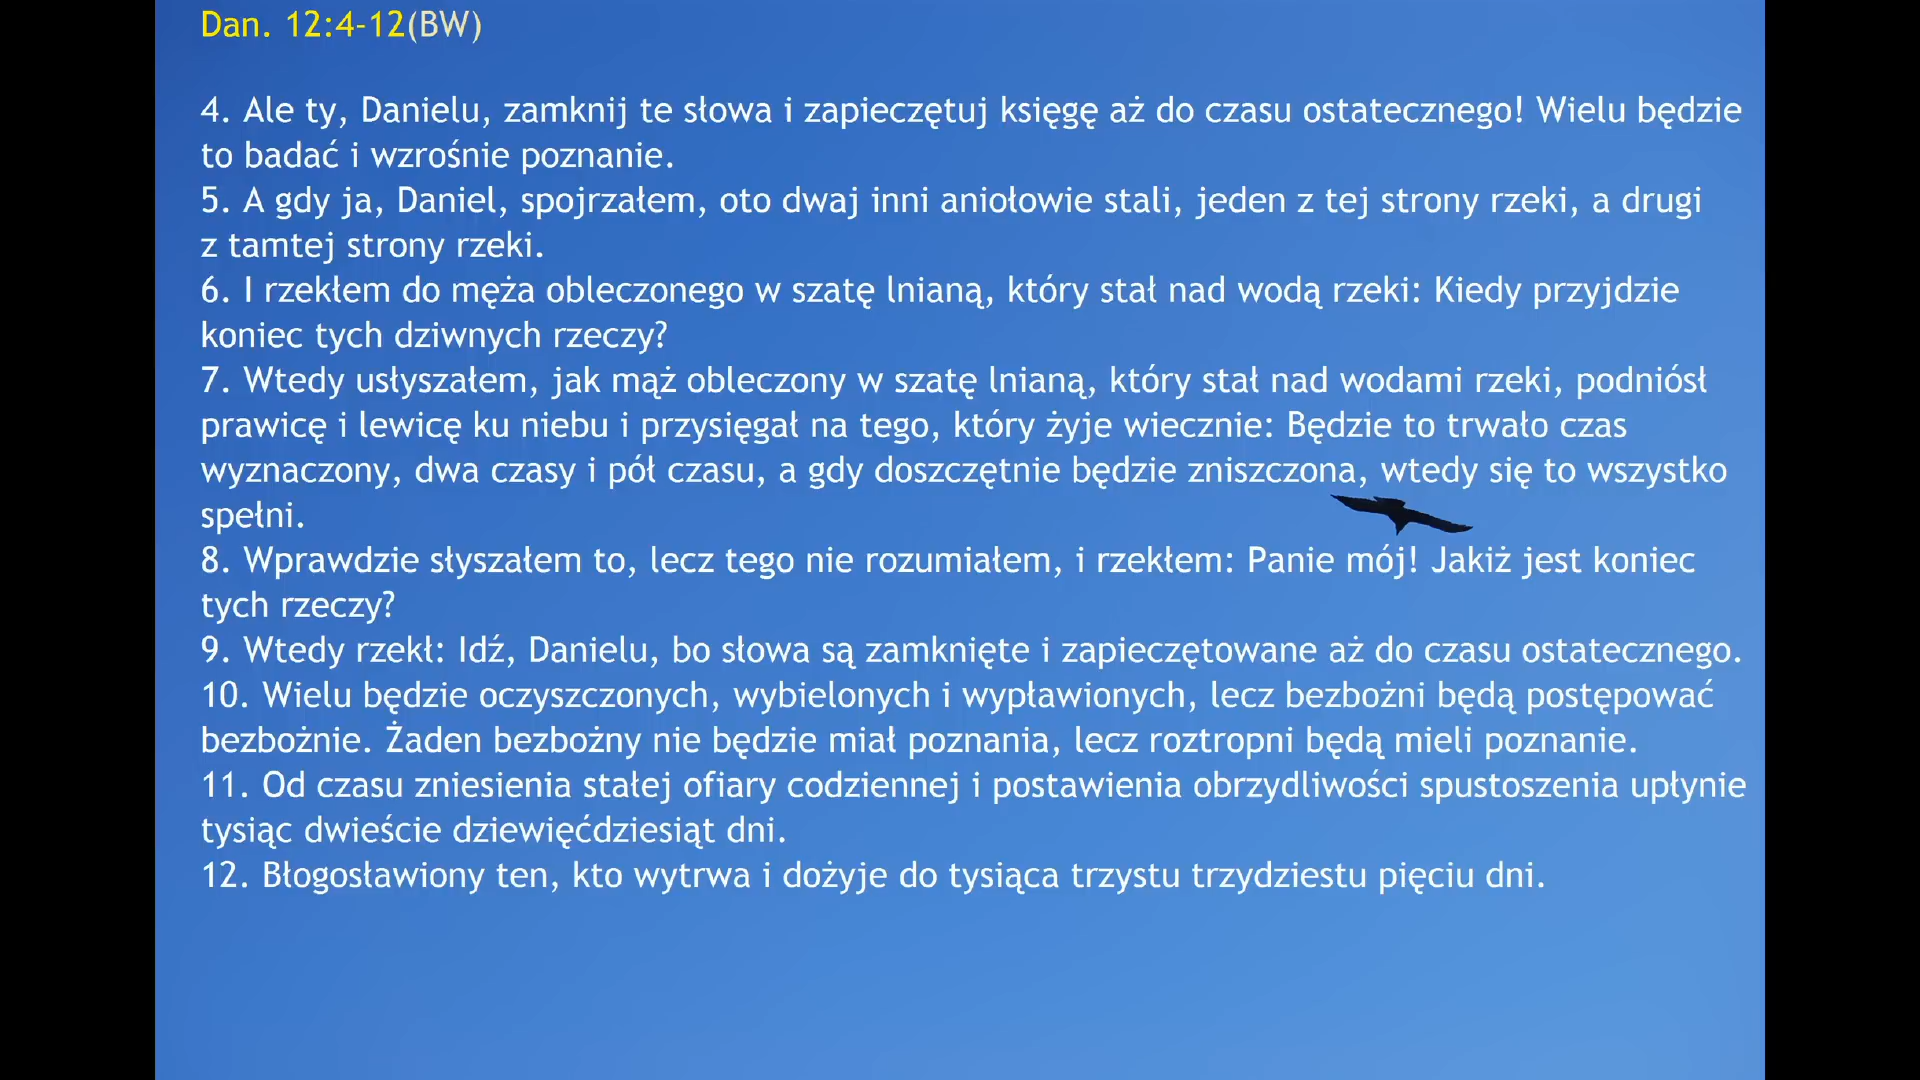 Dan. 12:4-12(BW)
4. Ale ty, Danielu, zamknij te słowa i zapieczętuj księgę aż do czasu ostatecznego! Wielu będzie
to badać i wzrośnie poznanie.
5. A gdy ja, Daniel, spojrzałem, oto dwaj inni aniołowie stali, jeden z tej strony rzeki, a drugi
z tamtej strony rzeki.
6. I rzekłem do męża obleczonego w szatę lnianą, który stał nad wodą rzeki: Kiedy przyjdzie
koniec tych dziwnych rzeczy?
7. Wtedy usłyszałem, jak mąż obleczony w szatę lnianą, który stał nad wodami rzeki, podniósł
prawicę i lewicę ku niebu i przysięgał na tego, który żyje wiecznie: Będzie to trwało czas
wyznaczony, dwa czasy i pół czasu, a gdy doszczętnie będzie zniszczona, wtedy się to wszystko
spełni.
8. Wprawdzie słyszałem to, lecz tego nie rozumiałem, i rzekłem: Panie mój! Jakiż jest koniec
tych rzeczy?
9. Wtedy rzekł: Idź, Danielu, bo słowa są zamknięte i zapieczętowane aż do czasu ostatecznego.
10. Wielu będzie oczyszczonych, wybielonych i wypławionych, lecz bezbożni będą postępować
bezbożnie. Żaden bezbożny nie będzie miał poznania, lecz roztropni będą mieli poznanie.
11. Od czasu zniesienia stałej ofiary codziennej i postawienia obrzydliwości spustoszenia upłynie
tysiąc dwieście dziewięćdziesiąt dni.
12. Błogosławiony ten, kto wytrwa i dożyje do tysiąca trzystu trzydziestu pięciu dni.